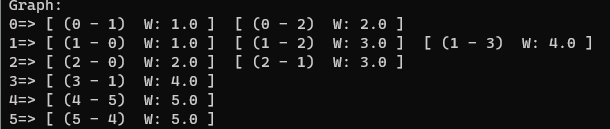 Graph:
0=> [ (0 - 1)  W: 1.0 ]  [ (0 - 2)  W: 2.0 ]
1=> [ (1 - 0)  W: 1.0 ]  [ (1 - 2)  W: 3.0 ]  [ (1 - 3)  W: 4.0 ]
2=> [ (2 - 0)  W: 2.0 ]  [ (2 - 1)  W: 3.0 ]
3=> [ (3 - 1)  W: 4.0 ]
4=> [ (4 - 5)  W: 5.0 ]
5=> [ (5 - 4)  W: 5.0 ]